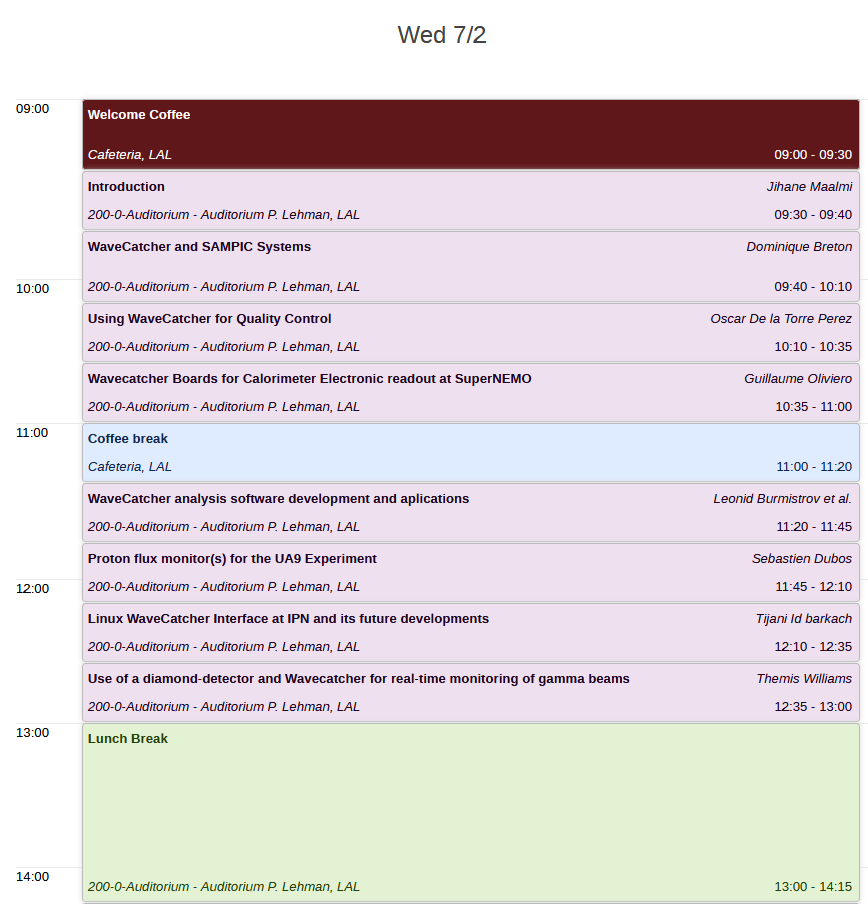 Wed 7/2
09:00
Welcome Coffee
Cafeteria, LAL 09:00 - 09:30
Introduction Jihane Maalmi
200-0-Auditorium - Auditorium P. Lehman, LAL 09:30 - 09:40
WaveCatcher and SAMPIC Systems Dominique Breton
10:00 200-0-Auditorium - Auditorium P. Lehman, LAL 09:40 - 10:10
Using WaveCatcher for Quality Control Oscar De la Torre Perez
200-0-Auditorium - Auditorium P. Lehman, LAL 10:10 - 10:35
Wavecatcher Boards for Calorimeter Electronic readout at SuperNEMO Guillaume Oliviero
200-0-Auditorium - Auditorium P. Lehman, LAL 10:35 - 11:00
11:00
Coffee break
Cafeteria, LAL 11:00 - 11:20
WaveCatcher analysis software development and aplications Leonid Burmistrov et al.
200-0-Auditorium - Auditorium P. Lehman, LAL 11:20 - 11:45
Proton flux monitor(s) for the UA9 Experiment Sebastien Dubos
12:00 200-0-Auditorium - Auditorium P. Lehman, LAL 11:45 - 12:10
Linux WaveCatcher Interface at IPN and its future developments Tijani Id barkach
200-0-Auditorium - Auditorium P. Lehman, LAL 12:10 - 12:35
Use of a diamond-detector and Wavecatcher for real-time monitoring of gamma beams Themis Williams
200-0-Auditorium - Auditorium P. Lehman, LAL 12:35 - 13:00
13:00
Lunch Break
14:00
200-0-Auditorium - Auditorium P. Lehman, LAL 13:00 - 14:15